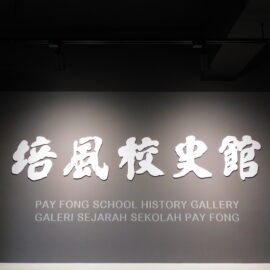 培風校史館
PAY FONG SCHOOL HISTORY GALLERY
GALERI SEJARAH SEKOLAH PAY FONG